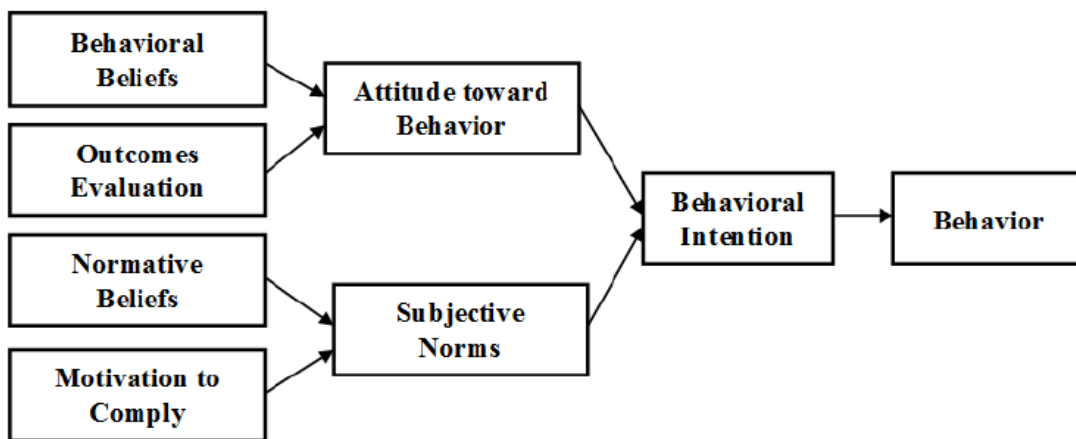 Behavioral
Beliefs
Outcomes
Evaluation
Normative
Beliefs
Motivation to
Comply
Attitude toward
Behavior
Subjective
Norms
Behavioral
Intention
Behavior